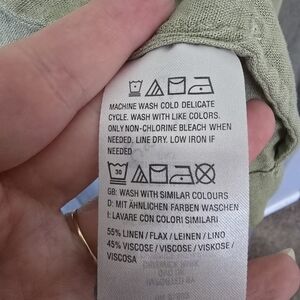 MACHINE WASH COLD DELICATE
CYCLE. WASH WITH LIKE COLORS.
ONLY NON-CHLORINE BLEACH WHEN
NEEDED. LINE DRY. LOW IRON IF
NEEDED
30
GB: WASH WITH SIMILAR COLOURS
D: MIT ÄHNLICHEN FARBEN WASCHEN
I: LAVARE CON COLORI SIMILARI
55% LINEN / FLAX / LEINEN / LINO
45% VISCOSE / VISCOSE / VISKOSE /
VISCOSA